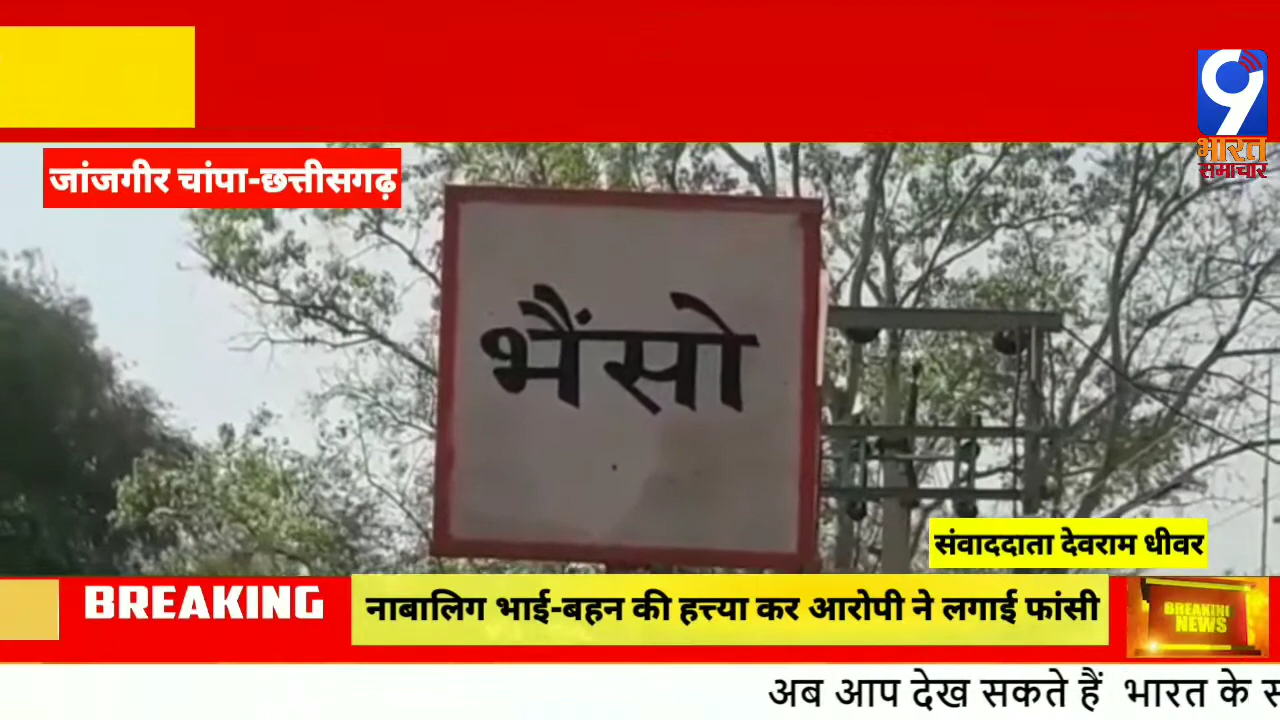 9
भारत
समाचार
जांजगीर चांपा-छत्तीसगढ़
भैंसो
संवाददाता देवराम धीवर
BREAKING
नाबालिग भाई-बहन की हत्त्या कर आरोपी ने लगाई फांसी
BREAKING
NEWS
अब आप देख सकते हैं भारत के